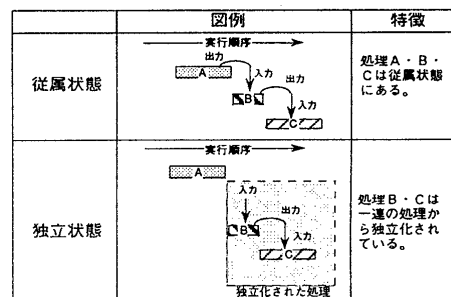 図例
特徴
従属状態
実行順序
出力
A
入力
出力
B
入力
C
処理A・B・
Cは従属状態
にある。
独立状態
実行順序
A
入力
出力
B
入力
C
独立化された処理
処理B・Cは
一連の処理か
ら独立化され
ている。